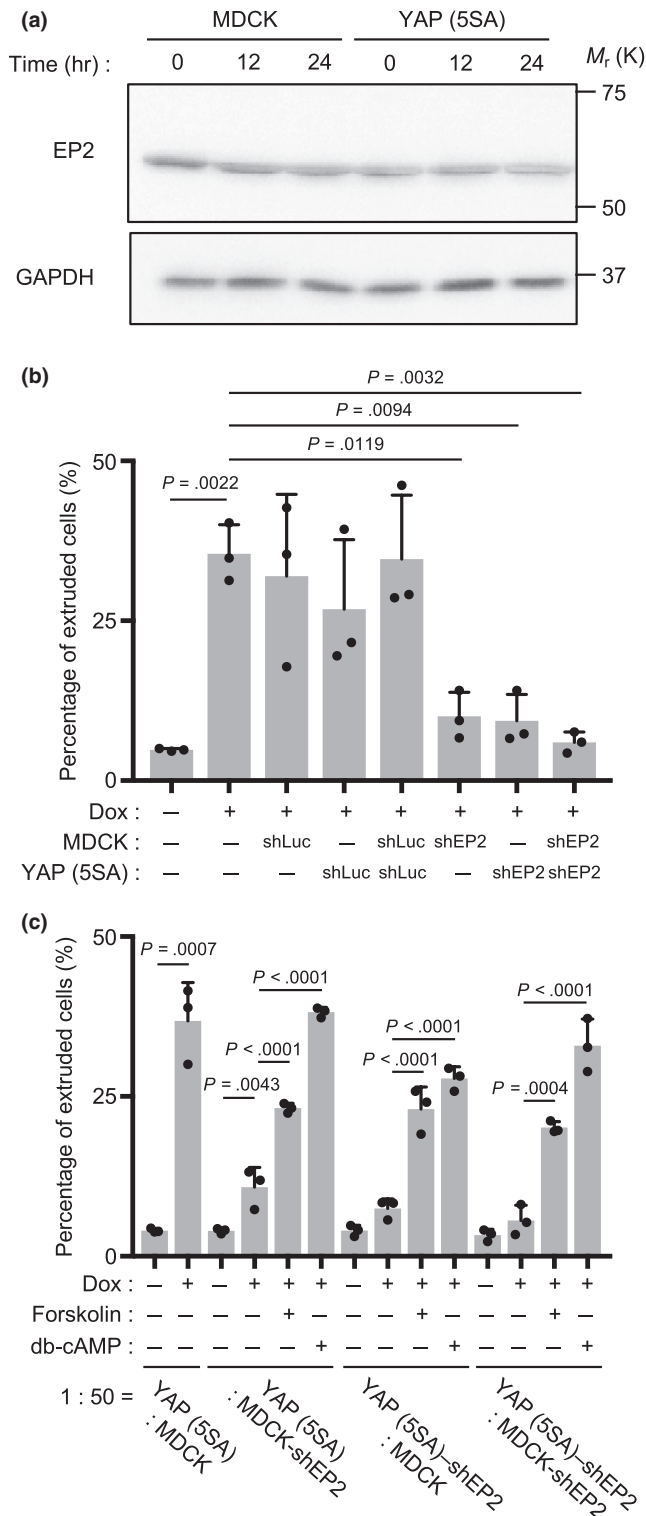 (a)
MDCK YAP (5SA)
Time (hr) : 0 12 24 0 12 24 Mr (K)
75
EP2
50
GAPDH
37
(b)
P = .0032
P = .0094
P = .0119
P = .0022
Percentage of extruded cells (%)
50
25
0
Dox : – + + + + + + +
MDCK : – – shLuc – shLuc shEP2 – shEP2
YAP (5SA) : – – – shLuc shLuc – shEP2 shEP2
(c)
P = .0007
P < .0001
P < .0001
P = .0043
P < .0001
P < .0001
P < .0001
P = .0004
Percentage of extruded cells (%)
50
25
0
Dox : – + – + + + – + + + – + + +
Forskolin : – – – – + – – – + – – – + –
db-cAMP : – – – – – + – – – + – – – +
1 : 50 =
YAP (5SA)
: MDCK
YAP (5SA)
: MDCK-shEP2
YAP (5SA)–shEP2
: MDCK
YAP (5SA)–shEP2
: MDCK-shEP2